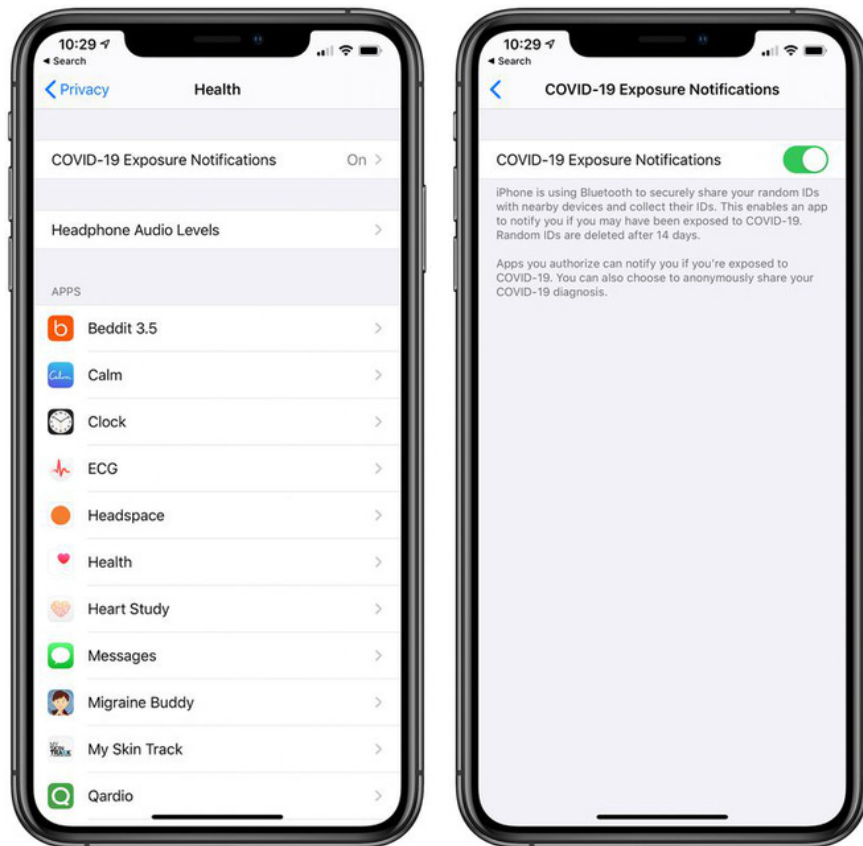 10:29
Search
Privacy
Health
COVID-19 Exposure Notifications
On
Headphone Audio Levels
APPS
Beddit 3.5
Calm
Clock
ECG
Headspace
Health
Heart Study
Messages
Migraine Buddy
My Skin Track
Qardio
10:29
Search
COVID-19 Exposure Notifications
COVID-19 Exposure Notifications
iPhone is using Bluetooth to securely share your random IDs
with nearby devices and collect their IDs. This enables an app
to notify you if you may have been exposed to COVID-19.
Random IDs are deleted after 14 days.
Apps you authorize can notify you if you're exposed to
COVID-19. You can also choose to anonymously share your
COVID-19 diagnosis.